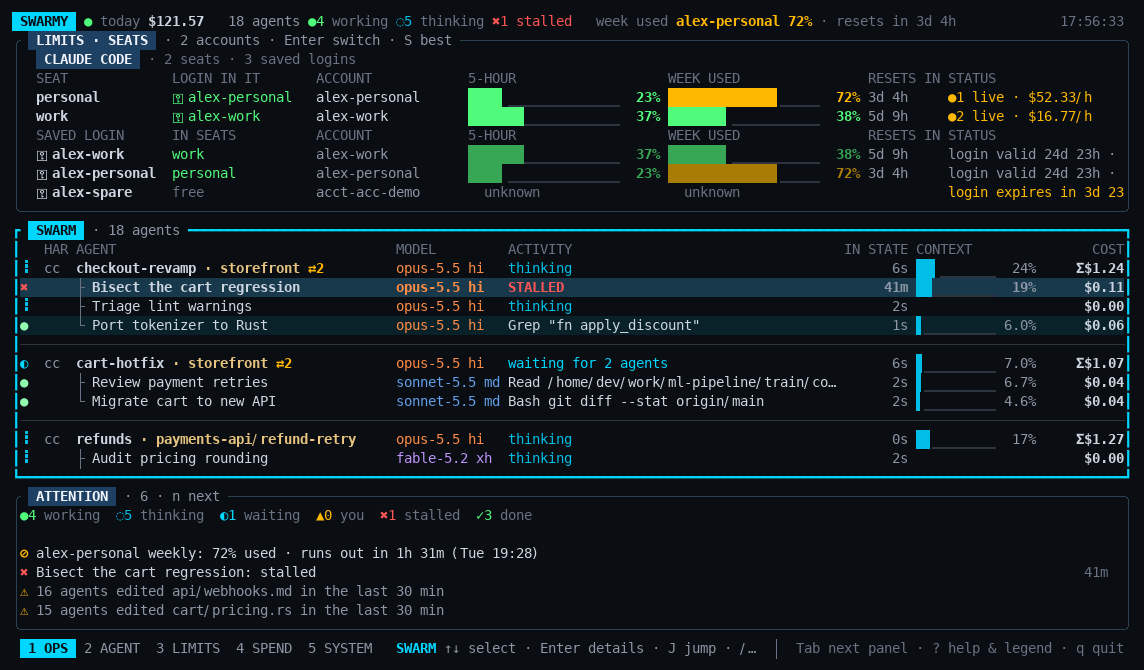 SWARMY ● today $121.57 18 agents ●4 working ◌5 thinking ✖1 stalled week used alex-personal 72% · resets in 3d 4h 17:56:33
LIMITS · SEATS · 2 accounts · Enter switch · S best
CLAUDE CODE · 2 seats · 3 saved logins
SEAT LOGIN IN IT ACCOUNT 5-HOUR WEEK USED RESETS IN STATUS
personal ⚿ alex-personal alex-personal 23% 72% 3d 4h ●1 live · $52.33/h
work ⚿ alex-work alex-work 37% 38% 5d 9h ●2 live · $16.77/h
SAVED LOGIN IN SEATS ACCOUNT 5-HOUR WEEK USED RESETS IN STATUS
⚿ alex-work work alex-work 37% 38% 5d 9h login valid 24d 23h ·
⚿ alex-personal personal alex-personal 23% 72% 3d 4h login valid 24d 23h ·
⚿ alex-spare free acct-acc-demo unknown unknown login expires in 3d 23
SWARM · 18 agents
HAR AGENT MODEL ACTIVITY IN STATE CONTEXT COST
cc checkout-revamp · storefront ⇄2 opus-5.5 hi thinking 6s 24% Σ$1.24
✖ Bisect the cart regression opus-5.5 hi STALLED 41m 19% $0.11
Triage lint warnings opus-5.5 hi thinking 2s $0.00
● Port tokenizer to Rust opus-5.5 hi Grep "fn apply_discount" 1s 6.0% $0.06
◐ cc cart-hotfix · storefront ⇄2 opus-5.5 hi waiting for 2 agents 6s 7.0% Σ$1.07
● Review payment retries sonnet-5.5 md Read /home/dev/work/ml-pipeline/train/co… 2s 6.7% $0.04
● Migrate cart to new API sonnet-5.5 md Bash git diff --stat origin/main 2s 4.6% $0.04
cc refunds · payments-api/refund-retry opus-5.5 hi thinking 0s 17% Σ$1.27
Audit pricing rounding fable-5.2 xh thinking 2s $0.00
ATTENTION · 6 · n next
●4 working ◌5 thinking ◐1 waiting ▲0 you ✖1 stalled ✓3 done
⊘ alex-personal weekly: 72% used · runs out in 1h 31m (Tue 19:28)
✖ Bisect the cart regression: stalled 41m
⚠ 16 agents edited api/webhooks.md in the last 30 min
⚠ 15 agents edited cart/pricing.rs in the last 30 min
1 OPS 2 AGENT 3 LIMITS 4 SPEND 5 SYSTEM SWARM ↑↓ select · Enter details · J jump · /… Tab next panel · ? help & legend · q quit